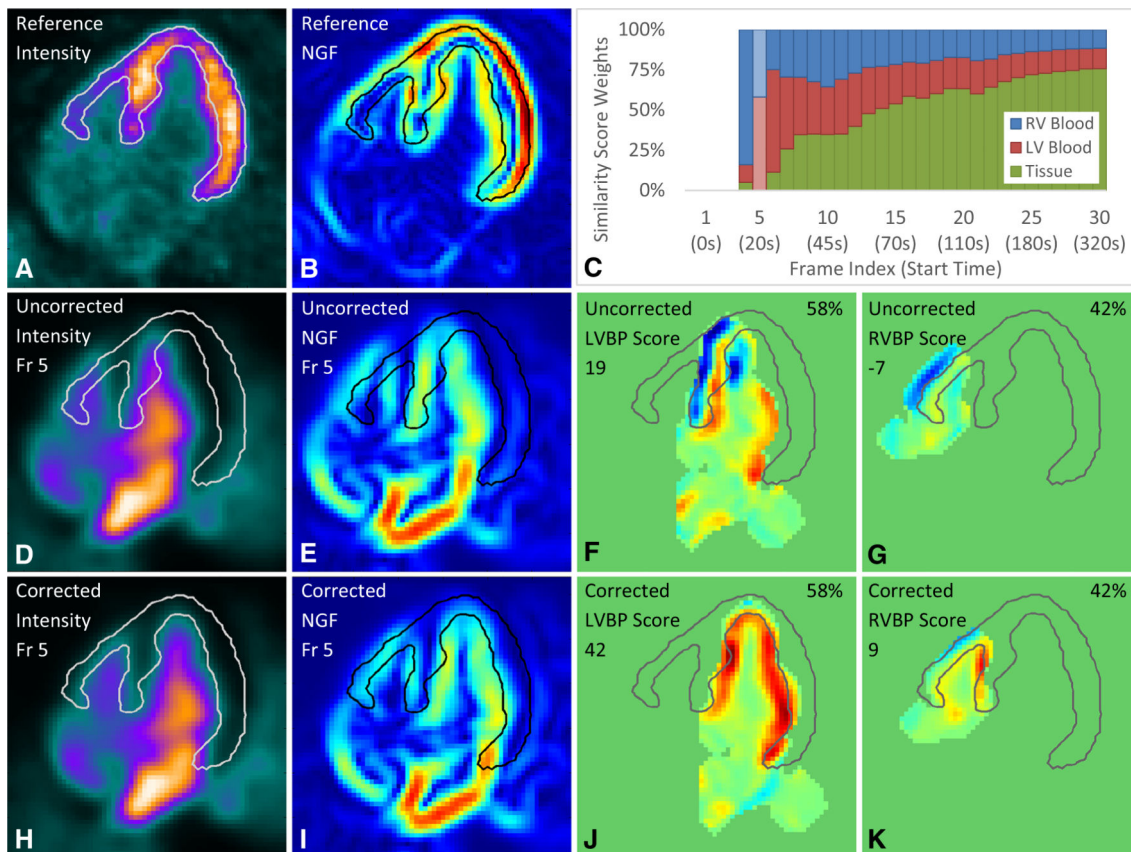 Reference
Intensity
A
Reference
NGF
B
Similarity Score Weights
100%
75%
50%
25%
0%
RV Blood
LV Blood
Tissue
1 5 10 15 20 25 30
(0s) (20s) (45s) (70s) (110s) (180s) (320s)
C Frame Index (Start Time)
Uncorrected
Intensity
Fr 5
D
Uncorrected
NGF
Fr 5
E
Uncorrected 58%
LVBP Score
19
F
Uncorrected 42%
RVBP Score
-7
G
Corrected
Intensity
Fr 5
H
Corrected
NGF
Fr 5
I
Corrected 58%
LVBP Score
42
J
Corrected 42%
RVBP Score
9
K